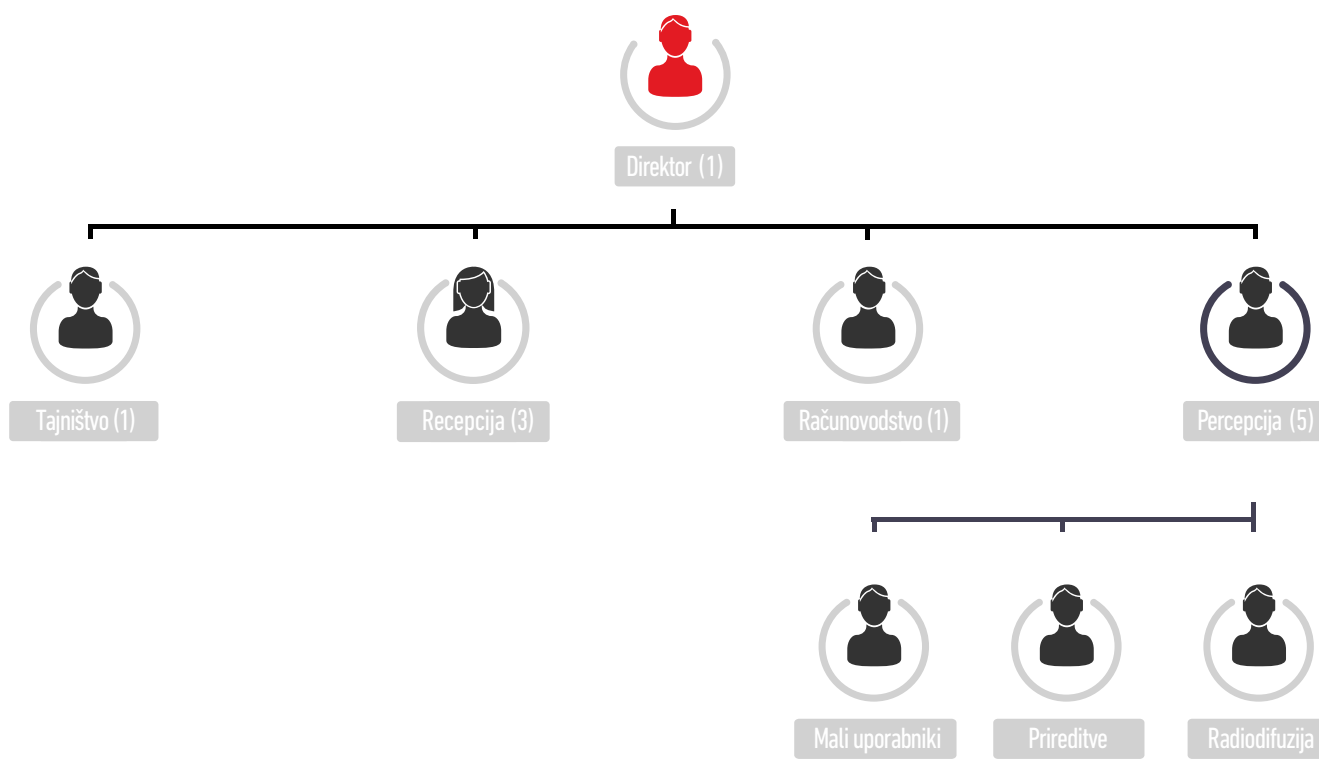 Direktor (1)
Tajništvo (1)
Recepcija (3)
Računovodstvo (1)
Percepcija (5)
Mali uporabniki
Prireditve
Radiodifuzija